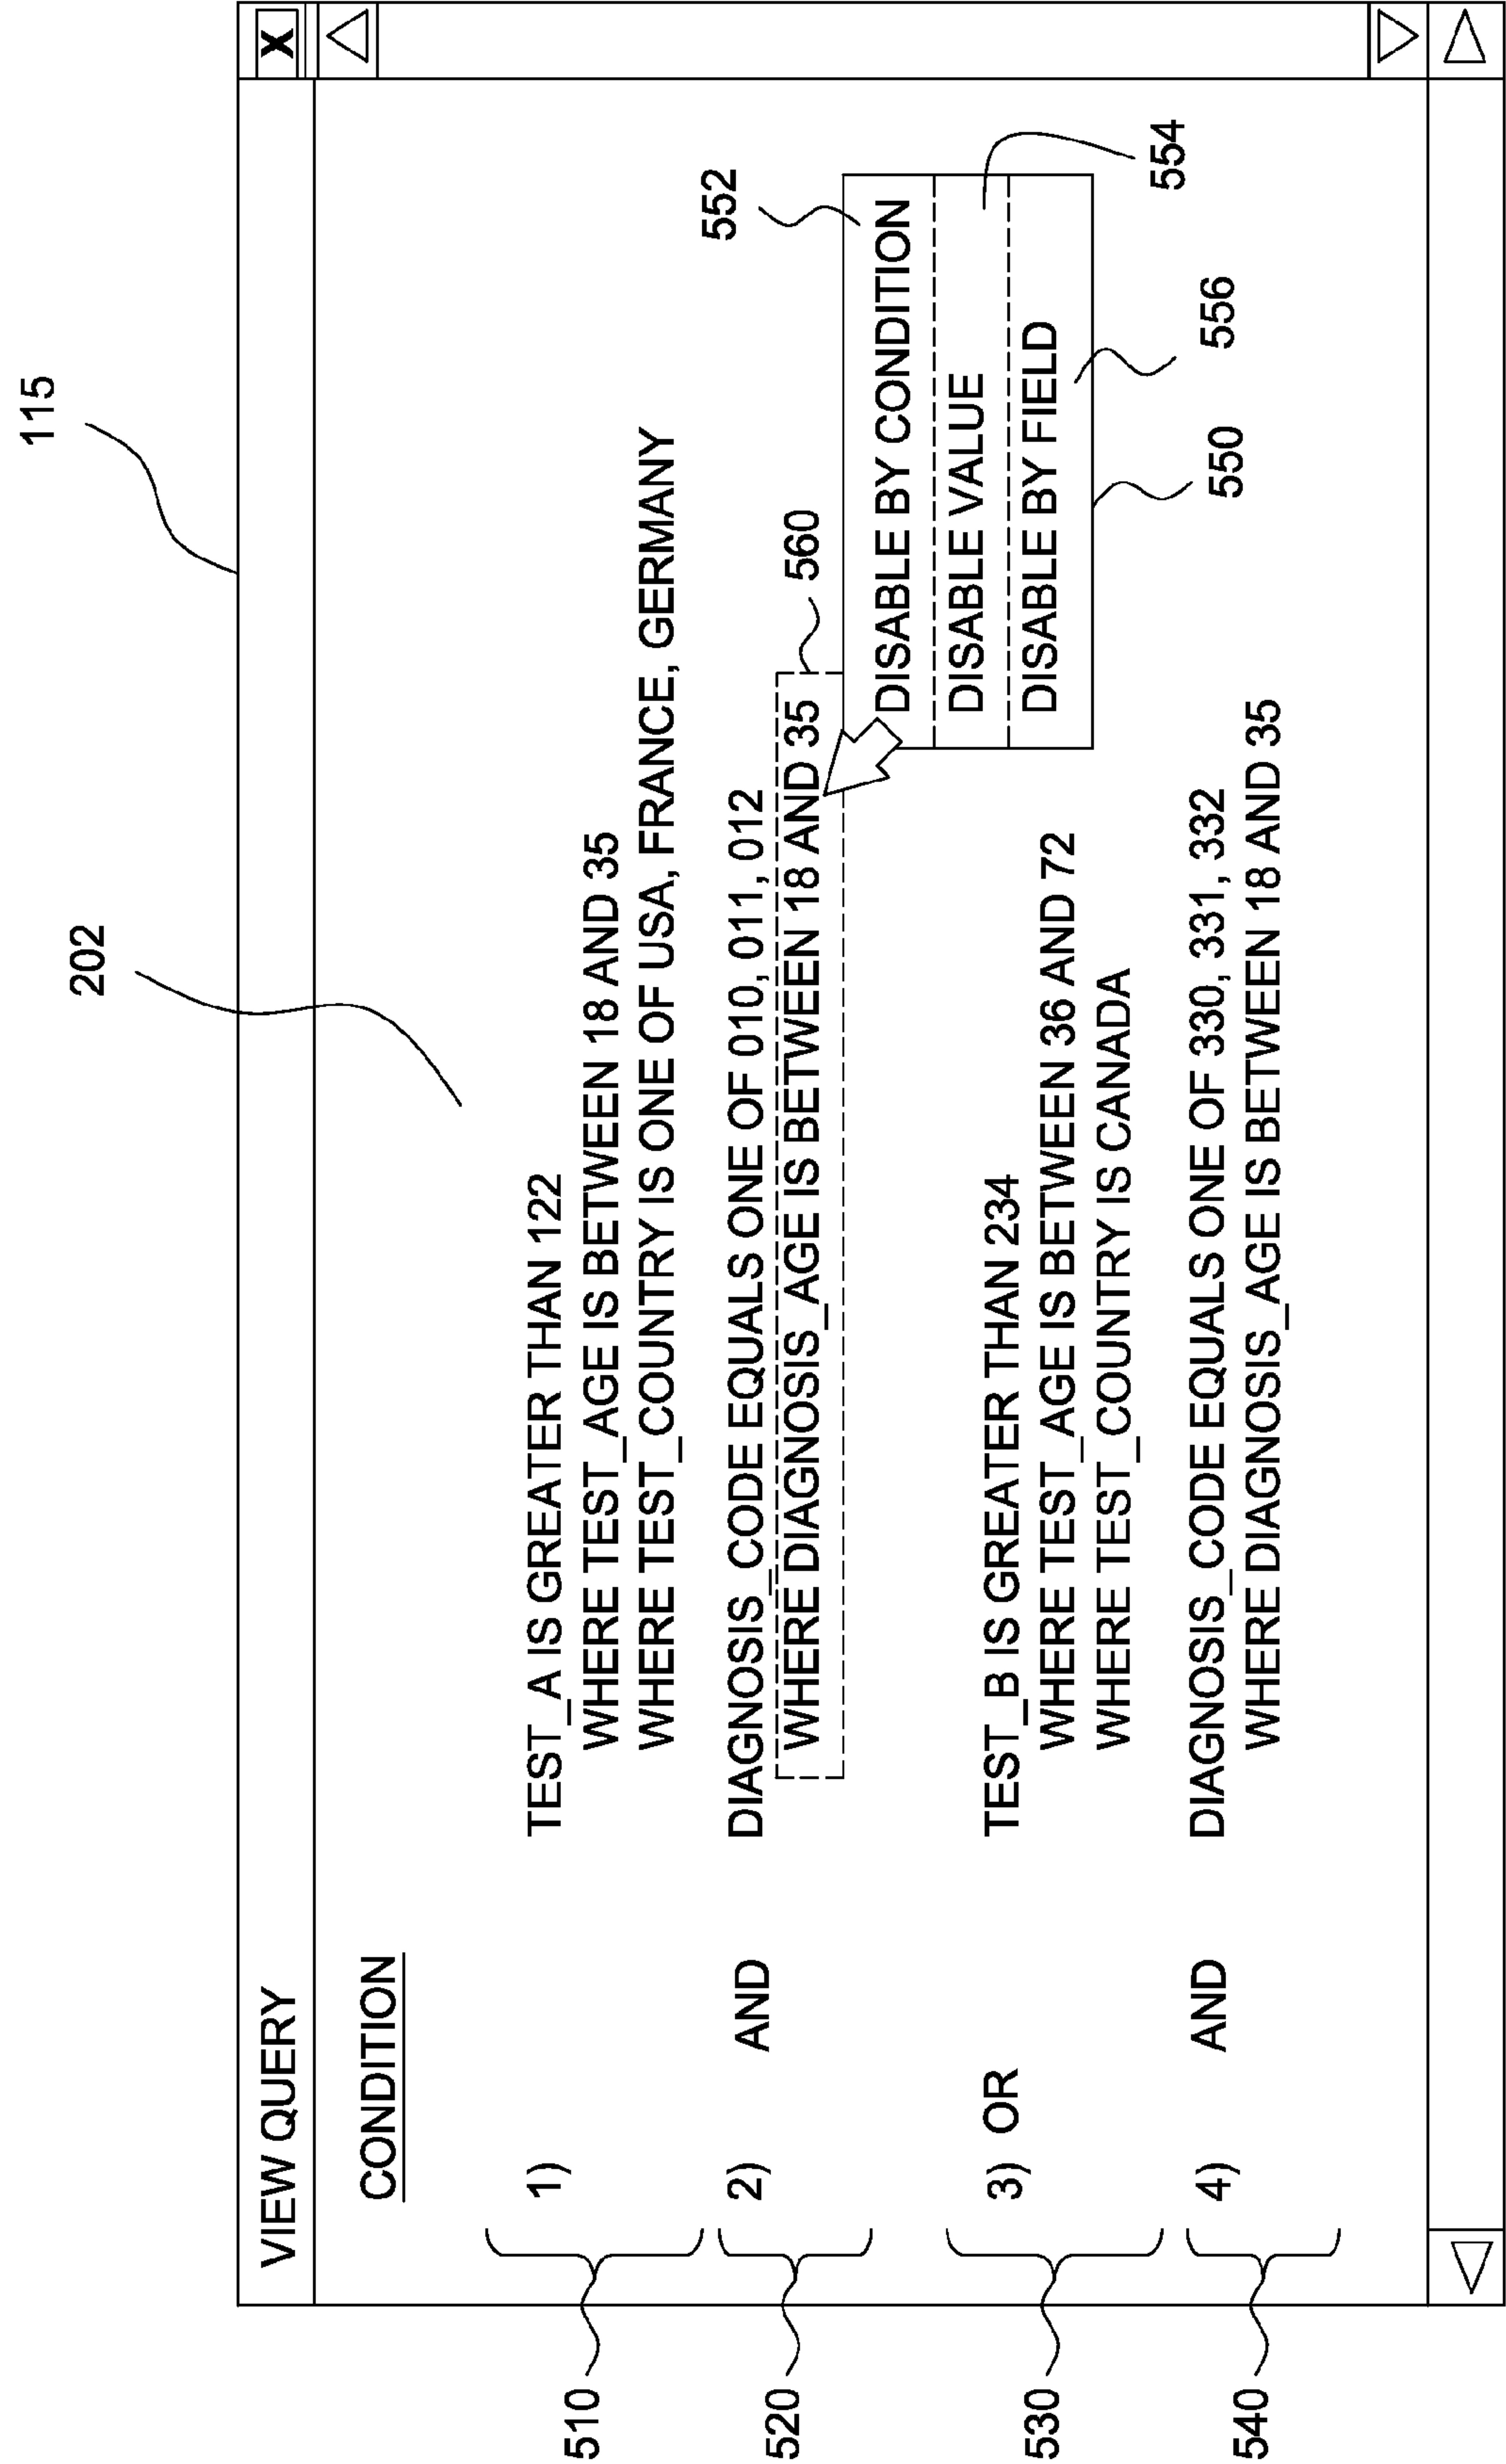 115
202
VIEW QUERY X
CONDITION
510
1) TEST_A IS GREATER THAN 122
WHERE TEST_AGE IS BETWEEN 18 AND 35
WHERE TEST_COUNTRY IS ONE OF USA, FRANCE, GERMANY
520
2) AND DIAGNOSIS_CODE EQUALS ONE OF 010, 011, 012
WHERE DIAGNOSIS_AGE IS BETWEEN 18 AND 35
560
552
DISABLE BY CONDITION
DISABLE VALUE
DISABLE BY FIELD
554
556
550
530
3) OR TEST_B IS GREATER THAN 234
WHERE TEST_AGE IS BETWEEN 36 AND 72
WHERE TEST_COUNTRY IS CANADA
540
4) AND DIAGNOSIS_CODE EQUALS ONE OF 330, 331, 332
WHERE DIAGNOSIS_AGE IS BETWEEN 18 AND 35